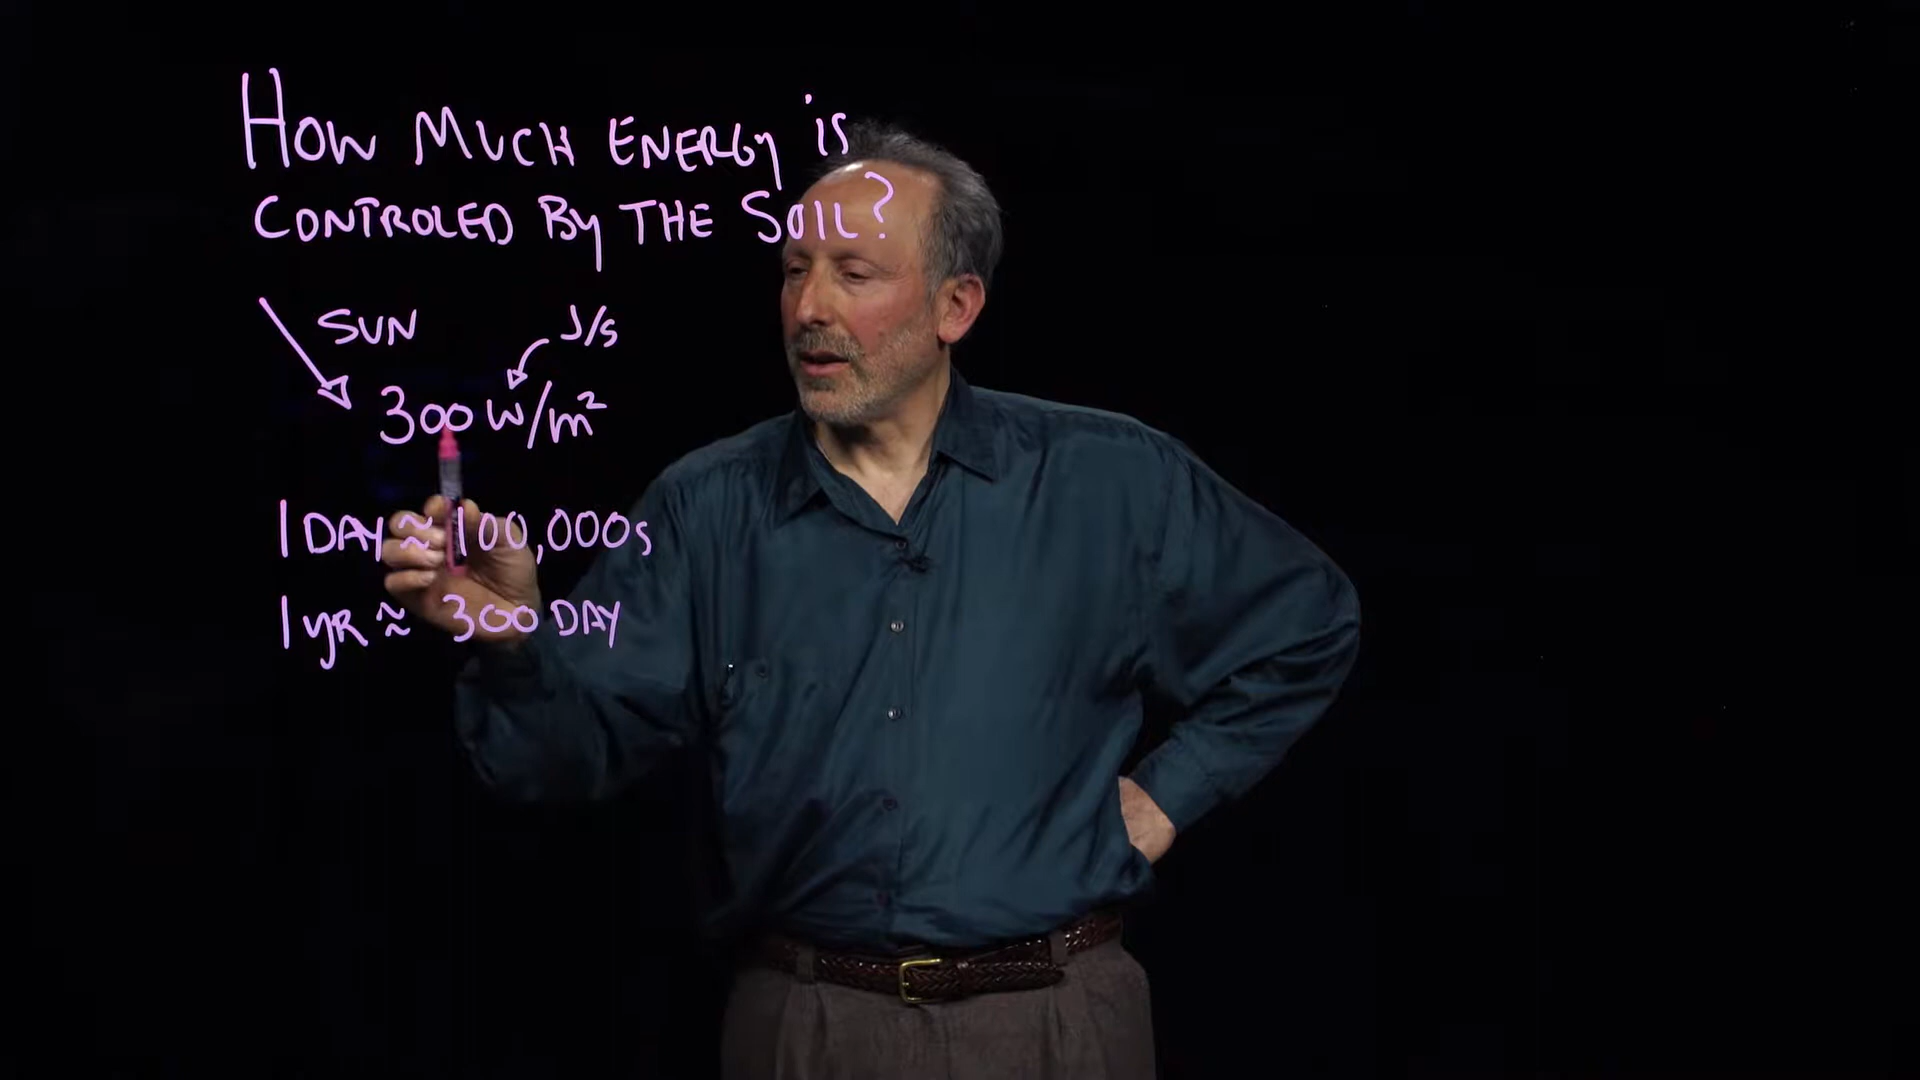 HOW MUCH ENERGY is
CONTROLED BY THE SOIL?
SUN
J/s
300 W/m²
1 DAY ≈ 100,000s
1 YR ≈ 300 DAY